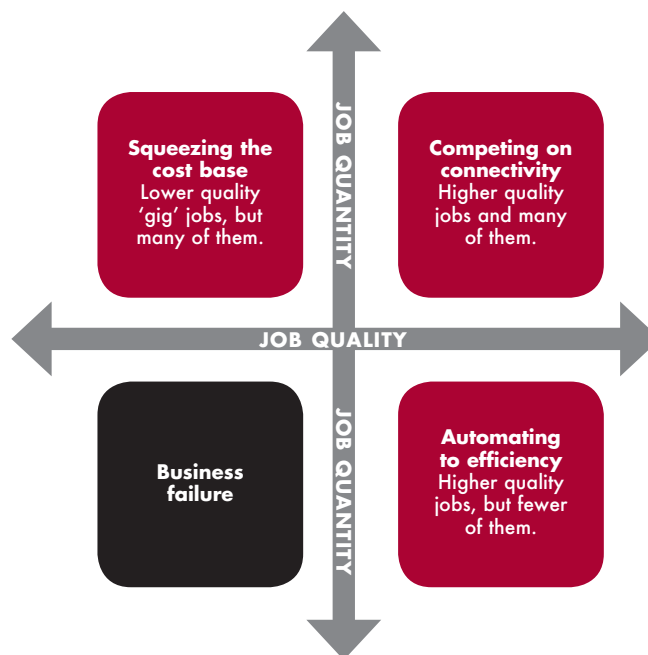 JOB QUANTITY
Squeezing the
cost base
Lower quality
‘gig’ jobs, but
many of them.
Competing on
connectivity
Higher quality
jobs and many
of them.
JOB QUALITY
Business
failure
JOB QUANTITY
Automating
to efficiency
Higher quality
jobs, but fewer
of them.